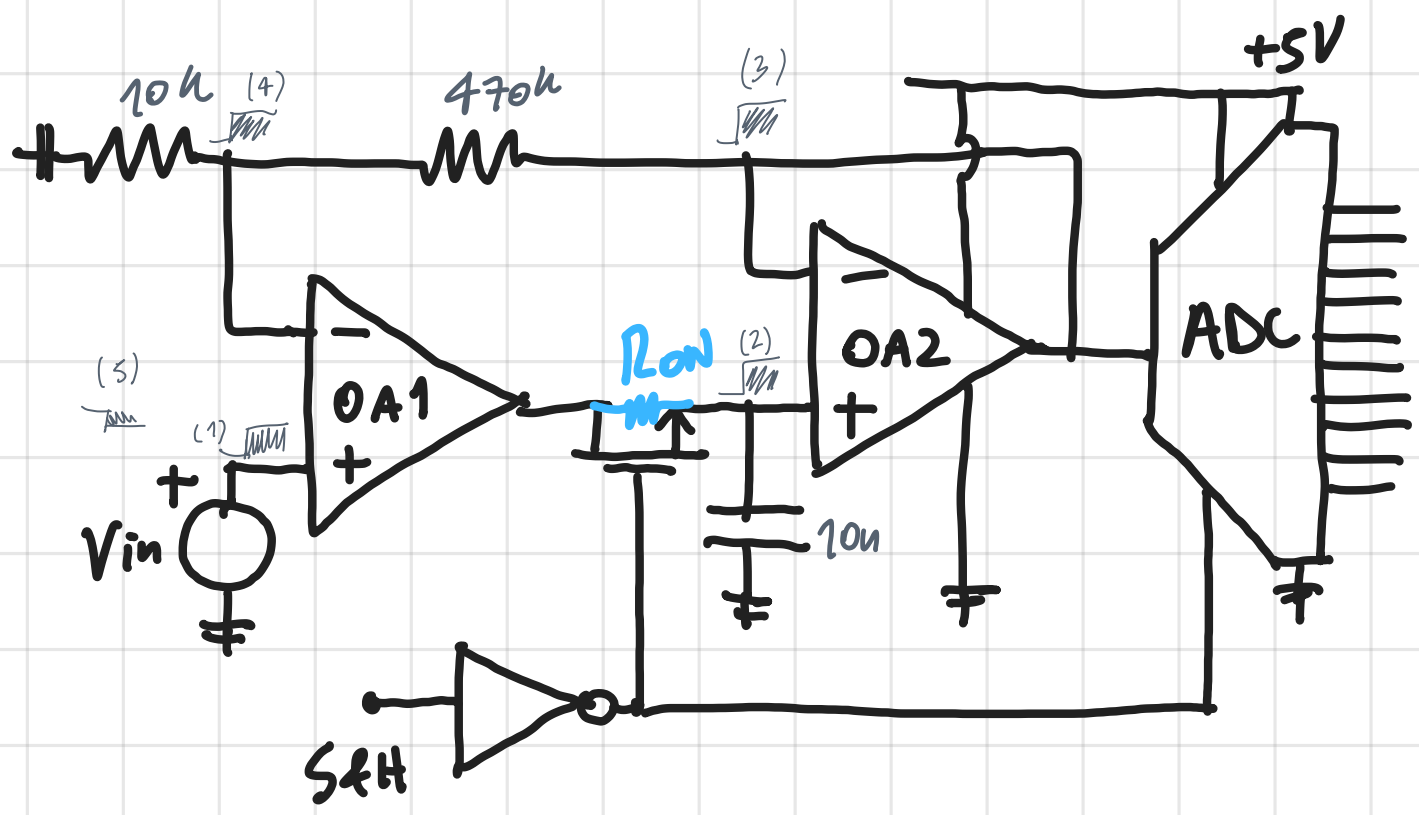 +5V
10k
(4)
470k
(3)
−
OA2
+
ADC
−
OA1
+
RON
(2)
(5)
(1)
+
Vin
10n
S&H